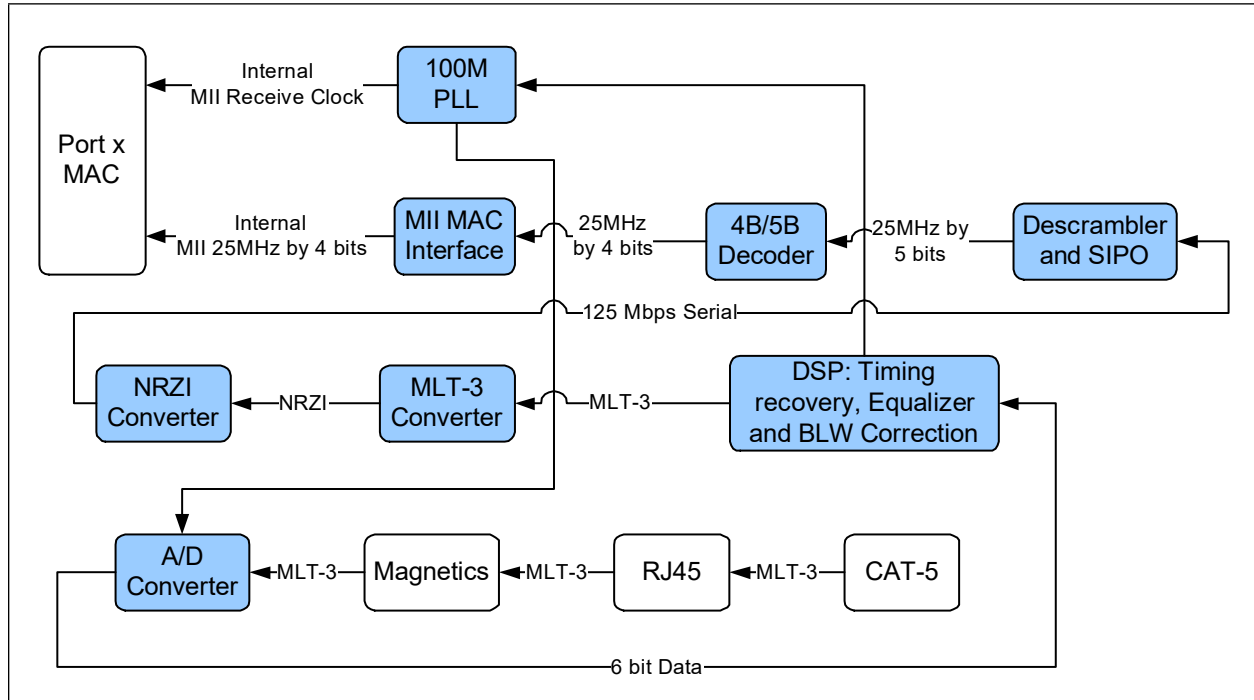 Port x
MAC
Internal
MII Receive Clock
100M
PLL
Internal
MII 25MHz by 4 bits
MII MAC
Interface
25MHz
by 4 bits
4B/5B
Decoder
25MHz by
5 bits
Descrambler
and SIPO
125 Mbps Serial
NRZI
Converter
NRZI
MLT-3
Converter
MLT-3
DSP: Timing
recovery, Equalizer
and BLW Correction
A/D
Converter
MLT-3
Magnetics
MLT-3
RJ45
MLT-3
CAT-5
6 bit Data